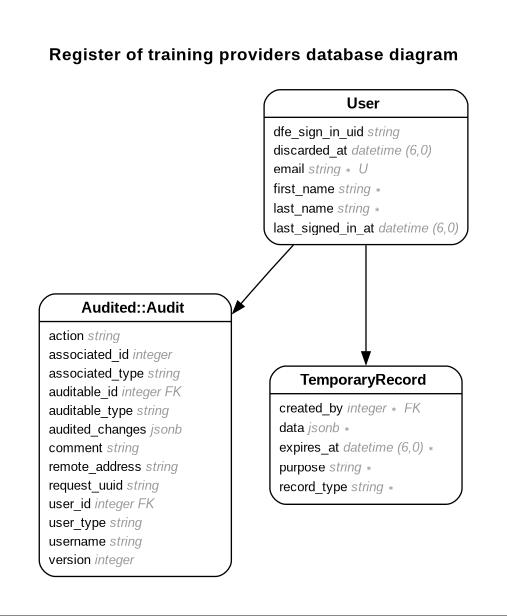 Register of training providers database diagram
User
dfe_sign_in_uid string
discarded_at datetime (6,0)
email string ∗ U
first_name string ∗
last_name string ∗
last_signed_in_at datetime (6,0)
Audited::Audit
action string
associated_id integer
associated_type string
auditable_id integer FK
auditable_type string
audited_changes jsonb
comment string
remote_address string
request_uuid string
user_id integer FK
user_type string
username string
version integer
TemporaryRecord
created_by integer ∗ FK
data jsonb ∗
expires_at datetime (6,0) ∗
purpose string ∗
record_type string ∗